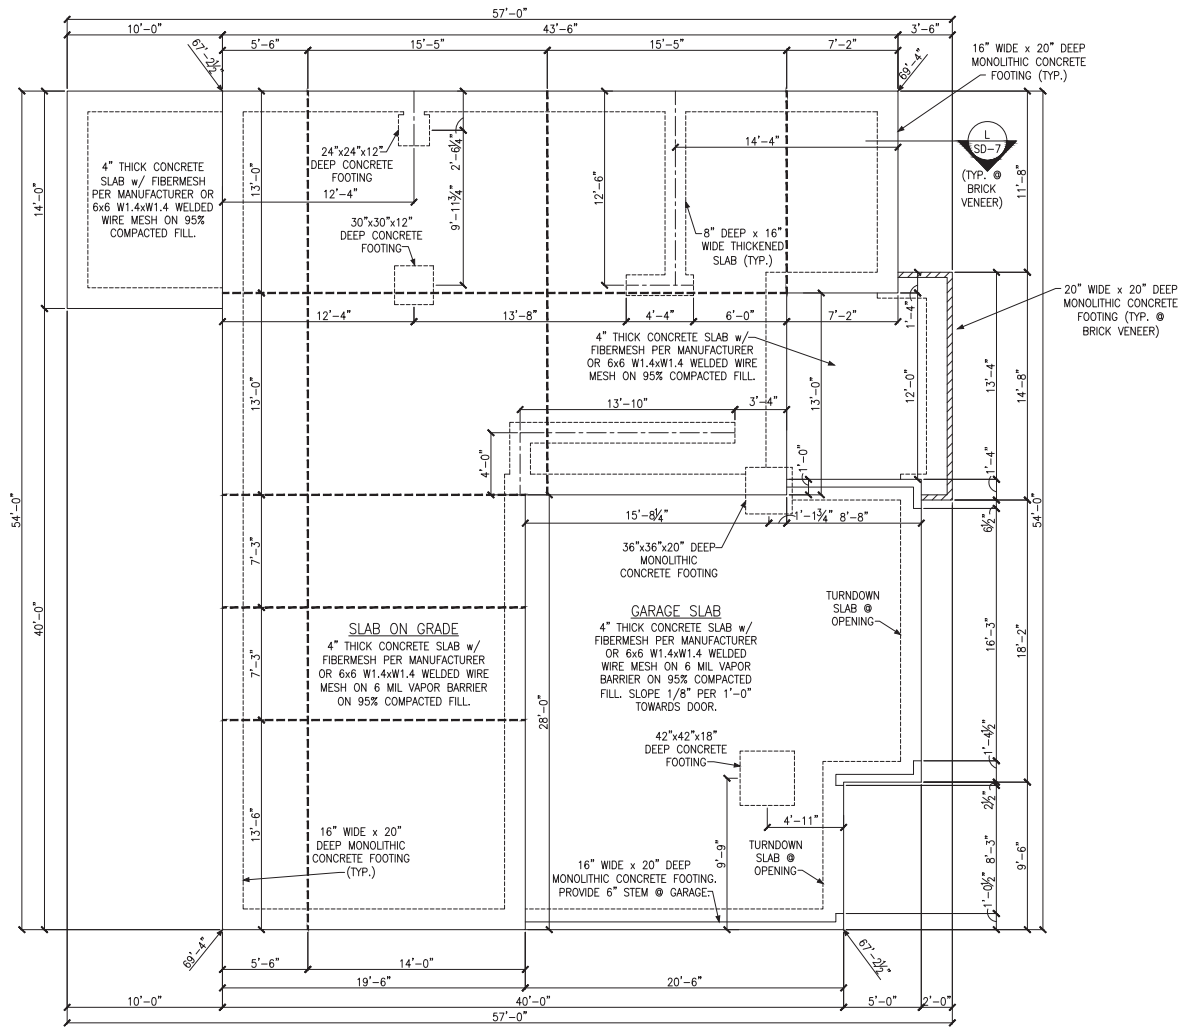 57'-0"
10'-0"
43'-6"
3'-6"
5'-6"
15'-5"
15'-5"
7'-2"
67'-2½"
69'-4"
16" WIDE x 20" DEEP
MONOLITHIC CONCRETE
FOOTING (TYP.)
L
SD-7
(TYP. @
BRICK
VENEER)
11'-8"
14'-4"
4" THICK CONCRETE
SLAB w/ FIBERMESH
PER MANUFACTURER OR
6x6 W1.4xW1.4 WELDED
WIRE MESH ON 95%
COMPACTED FILL.
14'-0"
13'-0"
24"x24"x12"
DEEP CONCRETE
FOOTING
12'-4"
2'-6¼"
9'-11¾"
12'-6"
30"x30"x12"
DEEP CONCRETE
FOOTING
8" DEEP x 16"
WIDE THICKENED
SLAB (TYP.)
20" WIDE x 20" DEEP
MONOLITHIC CONCRETE
FOOTING (TYP. @
BRICK VENEER)
12'-4"
13'-8"
4'-4"
6'-0"
7'-2"
1'-4"
4" THICK CONCRETE SLAB w/
FIBERMESH PER MANUFACTURER
OR 6x6 W1.4xW1.4 WELDED WIRE
MESH ON 95% COMPACTED FILL.
13'-0"
13'-0"
12'-0"
13'-4"
14'-8"
13'-10"
3'-4"
4'-0"
1'-0"
1'-4"
54'-0"
54'-0"
6½"
15'-8¼"
1'-1¾"
8'-8"
36"x36"x20" DEEP
MONOLITHIC
CONCRETE FOOTING
7'-3"
40'-0"
SLAB ON GRADE
4" THICK CONCRETE SLAB w/
FIBERMESH PER MANUFACTURER
OR 6x6 W1.4xW1.4 WELDED WIRE
MESH ON 6 MIL VAPOR BARRIER
ON 95% COMPACTED FILL.
GARAGE SLAB
4" THICK CONCRETE SLAB w/
FIBERMESH PER MANUFACTURER
OR 6x6 W1.4xW1.4 WELDED
WIRE MESH ON 6 MIL VAPOR
BARRIER ON 95% COMPACTED
FILL. SLOPE 1/8" PER 1'-0"
TOWARDS DOOR.
TURNDOWN
SLAB @
OPENING
16'-3"
18'-2"
7'-3"
28'-0"
42"x42"x18"
DEEP CONCRETE
FOOTING
1'-4½"
2½"
4'-11"
9'-9"
13'-6"
16" WIDE x 20"
DEEP MONOLITHIC
CONCRETE FOOTING
(TYP.)
16" WIDE x 20" DEEP
MONOLITHIC CONCRETE FOOTING.
PROVIDE 6" STEM @ GARAGE.
TURNDOWN
SLAB @
OPENING
8'-3"
9'-6"
1'-0½"
69'-4"
67'-2½"
5'-6"
14'-0"
19'-6"
20'-6"
10'-0"
40'-0"
5'-0"
2'-0"
57'-0"